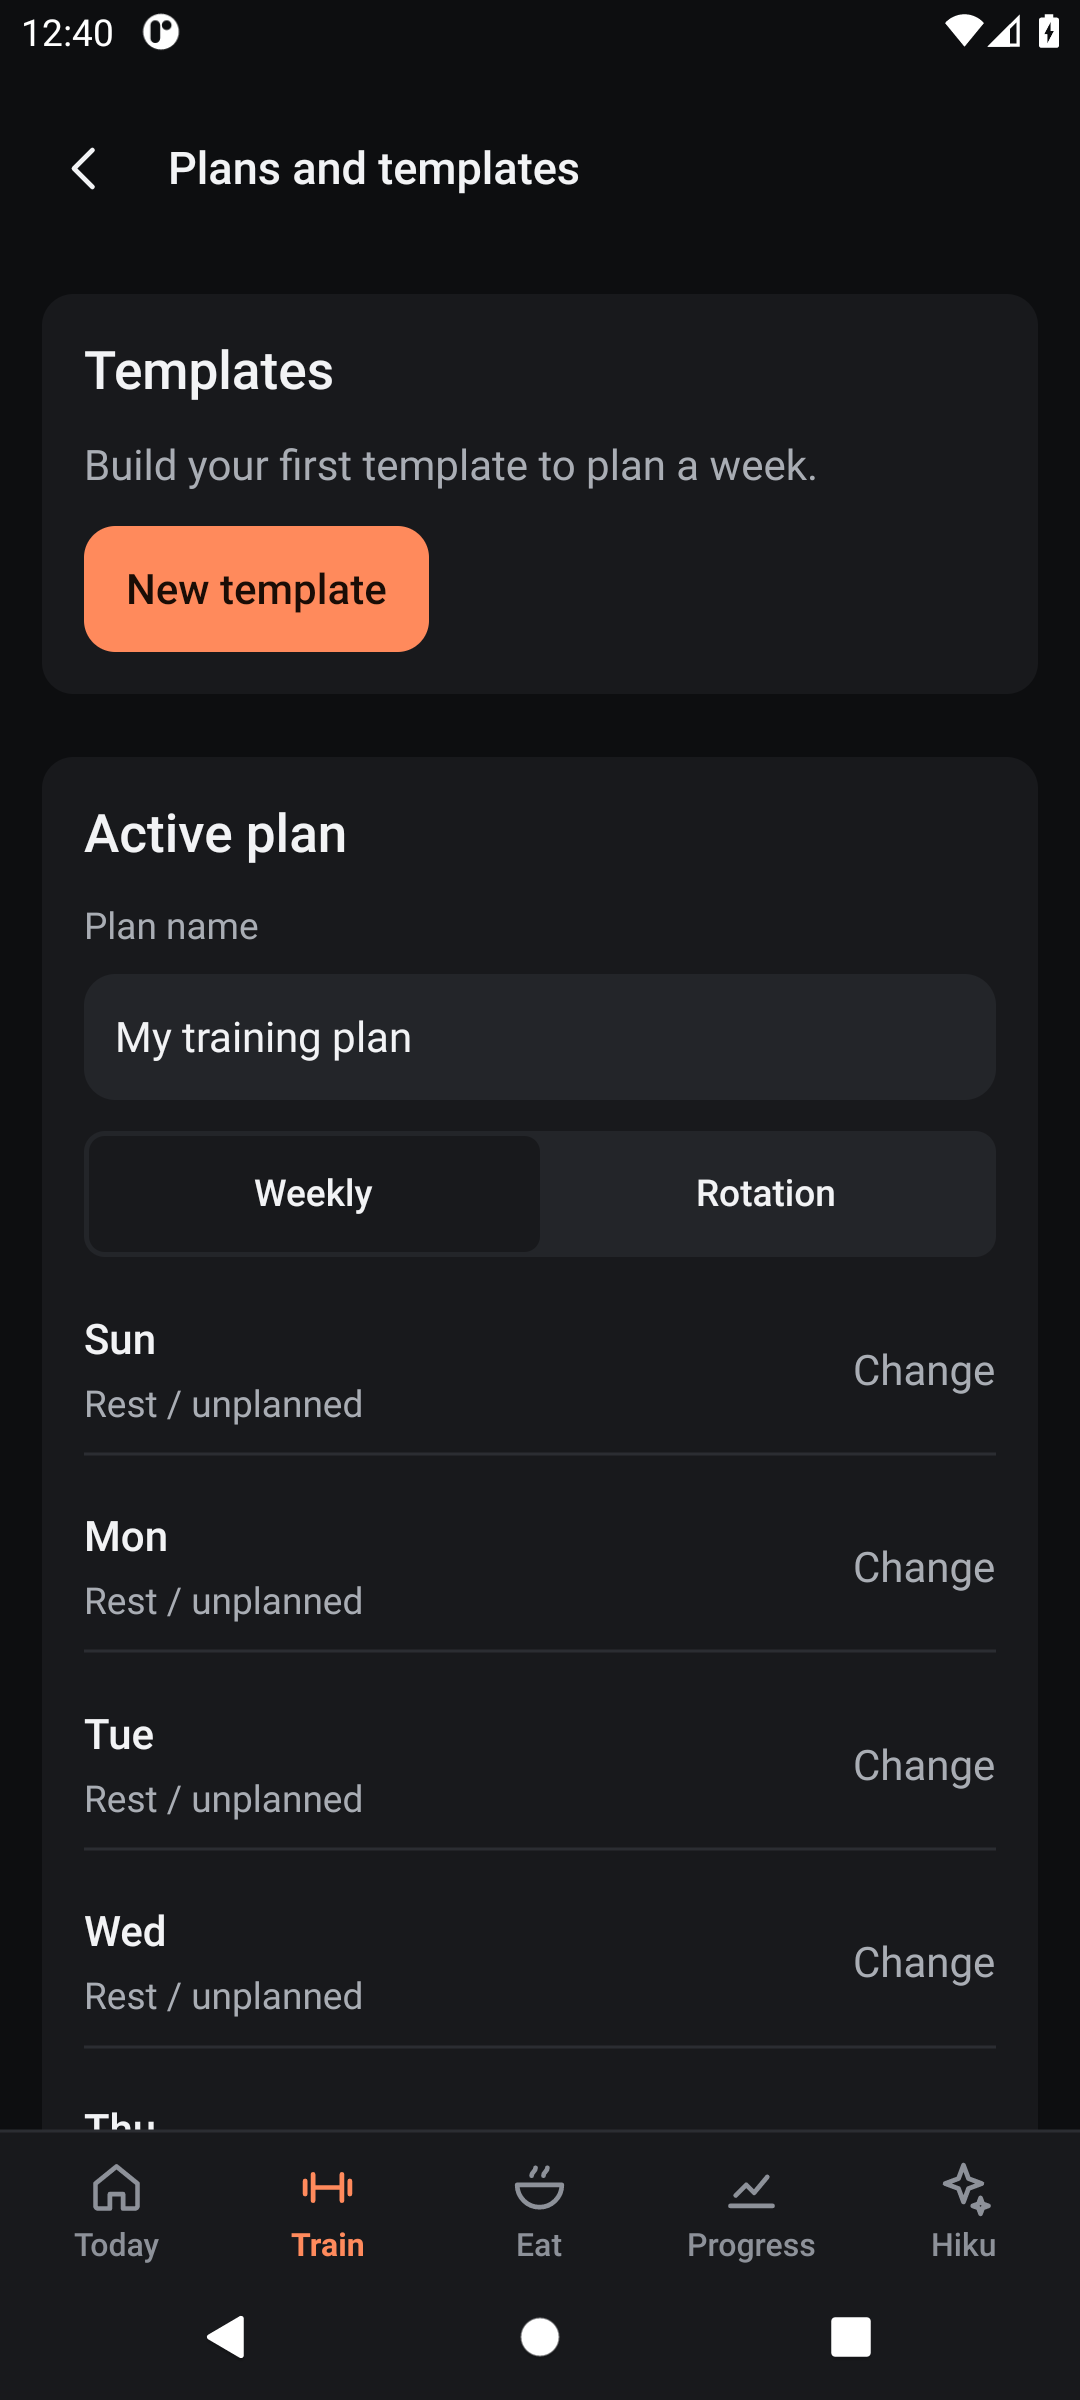 12:40
Plans and templates
Templates
Build your first template to plan a week.
New template
Active plan
Plan name
My training plan
Weekly
Rotation
Sun
Rest / unplanned
Change
Mon
Rest / unplanned
Change
Tue
Rest / unplanned
Change
Wed
Rest / unplanned
Change
Thu
Today
Train
Eat
Progress
Hiku